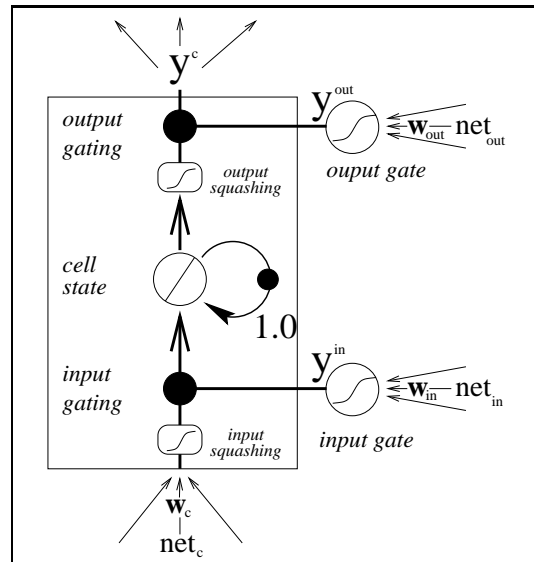 y^c
y^out
output gating
w_out net_out
output squashing
ouput gate
cell state
1.0
y^in
input gating
w_in net_in
input squashing
input gate
w_c
net_c